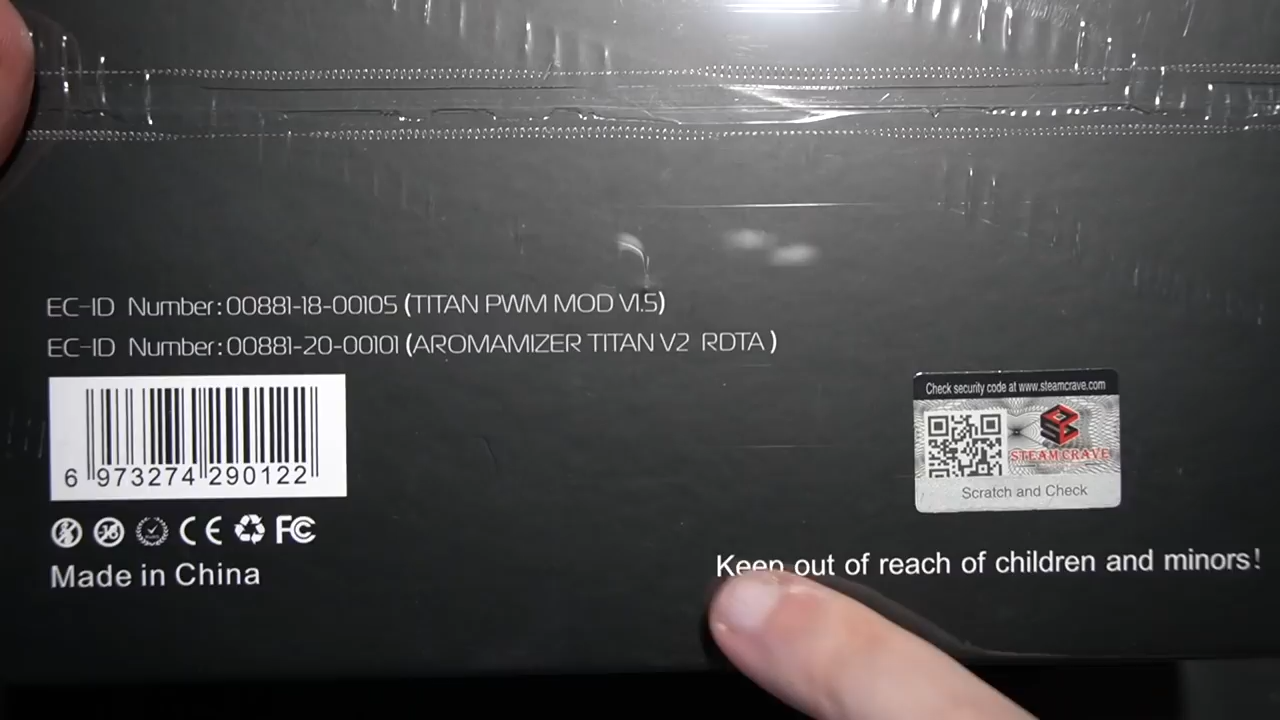 EC-ID Number: 00881-18-00105 (TITAN PWM MOD V1.5)
EC-ID Number: 00881-20-00101 (AROMAMIZER TITAN V2 RDTA )
6 973274 290122
CE FC
Made in China
Check security code at www.steamcrave.com
STEAM CRAVE
Scratch and Check
Keep out of reach of children and minors!